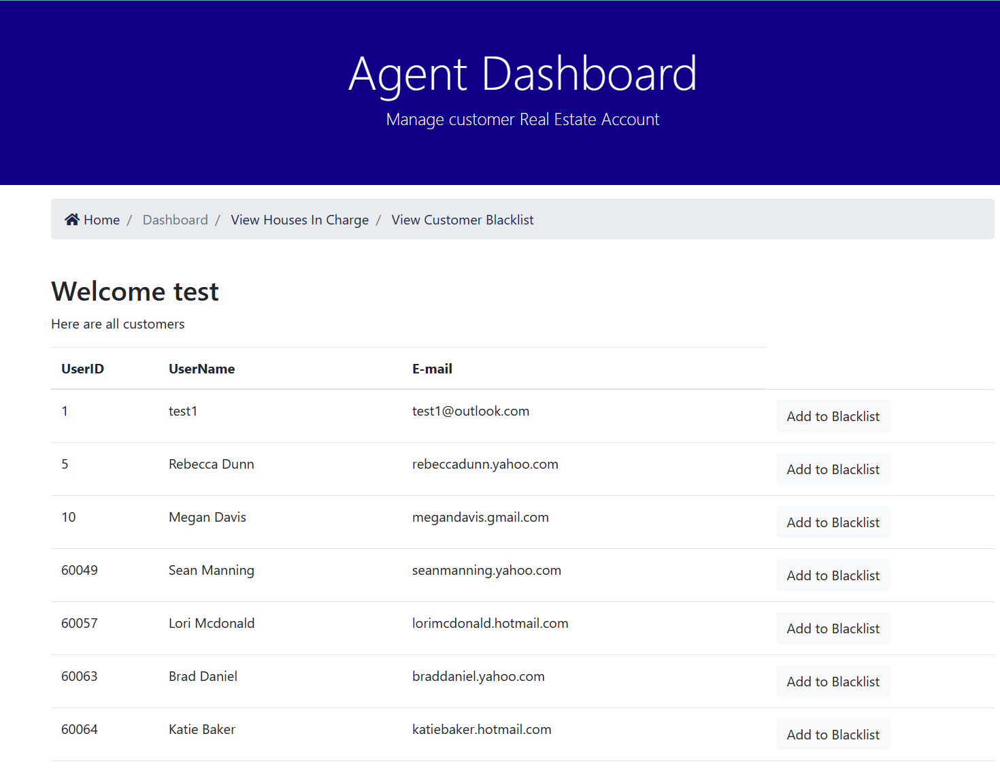 Agent Dashboard
Manage customer Real Estate Account
Home / Dashboard / View Houses In Charge / View Customer Blacklist
Welcome test
Here are all customers
UserID UserName E-mail
1 test1 test1@outlook.com Add to Blacklist
5 Rebecca Dunn rebeccadunn.yahoo.com Add to Blacklist
10 Megan Davis megandavis.gmail.com Add to Blacklist
60049 Sean Manning seanmanning.yahoo.com Add to Blacklist
60057 Lori Mcdonald lorimcdonald.hotmail.com Add to Blacklist
60063 Brad Daniel braddaniel.yahoo.com Add to Blacklist
60064 Katie Baker katiebaker.hotmail.com Add to Blacklist